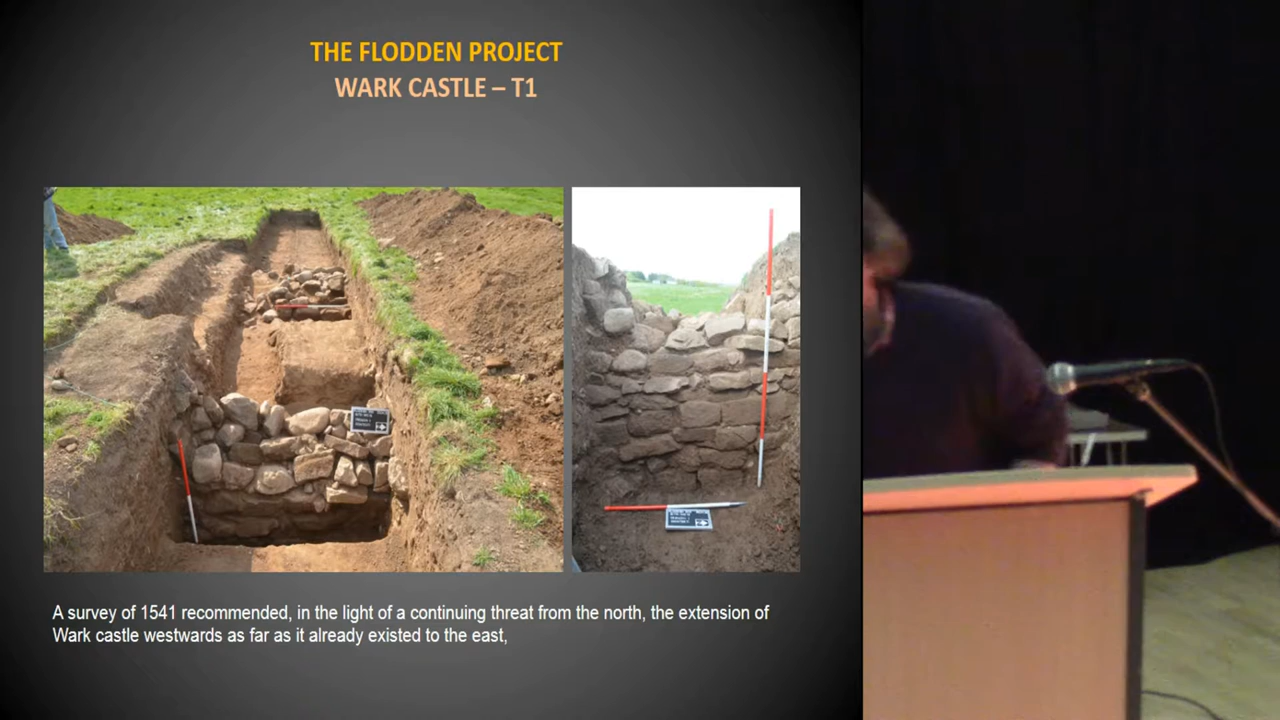 THE FLODDEN PROJECT
WARK CASTLE – T1
A survey of 1541 recommended, in the light of a continuing threat from the north, the extension of
Wark castle westwards as far as it already existed to the east,